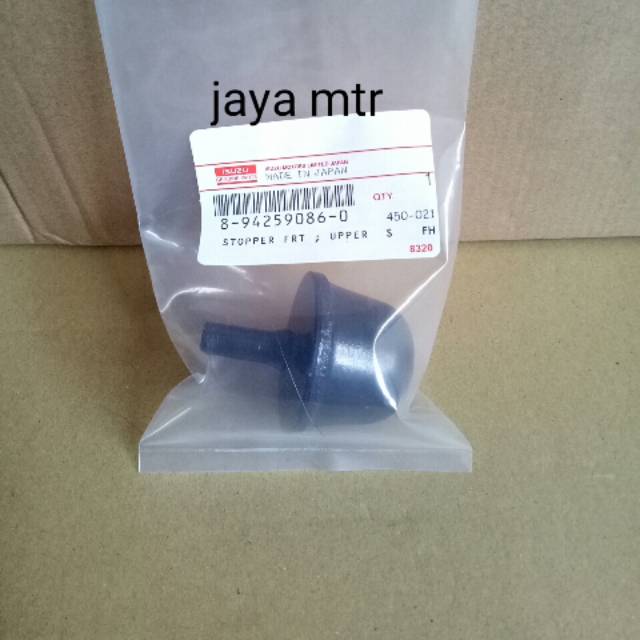 jaya mtr
ISUZU
MADE IN JAPAN
QTY 1
8-94259086-0 450-021
STOPPER FRT ; UPPER S FH
8320